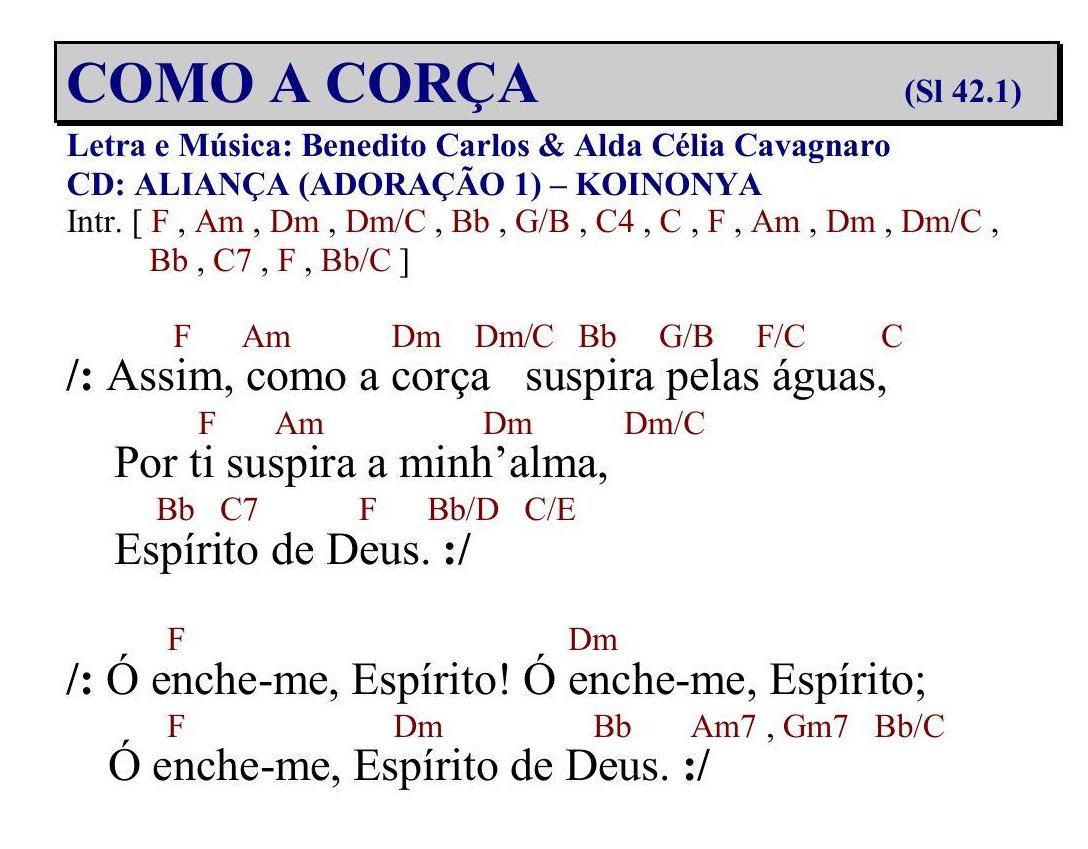 COMO A CORÇA (Sl 42.1)
Letra e Música: Benedito Carlos & Alda Célia Cavagnaro
CD: ALIANÇA (ADORAÇÃO 1) – KOINONYA
Intr. [ F , Am , Dm , Dm/C , Bb , G/B , C4 , C , F , Am , Dm , Dm/C ,
Bb , C7 , F , Bb/C ]
F Am Dm Dm/C Bb G/B F/C C
/: Assim, como a corça suspira pelas águas,
F Am Dm Dm/C
Por ti suspira a minh’alma,
Bb C7 F Bb/D C/E
Espírito de Deus. :/
F Dm
/: Ó enche-me, Espírito! Ó enche-me, Espírito;
F Dm Bb Am7 , Gm7 Bb/C
Ó enche-me, Espírito de Deus. :/